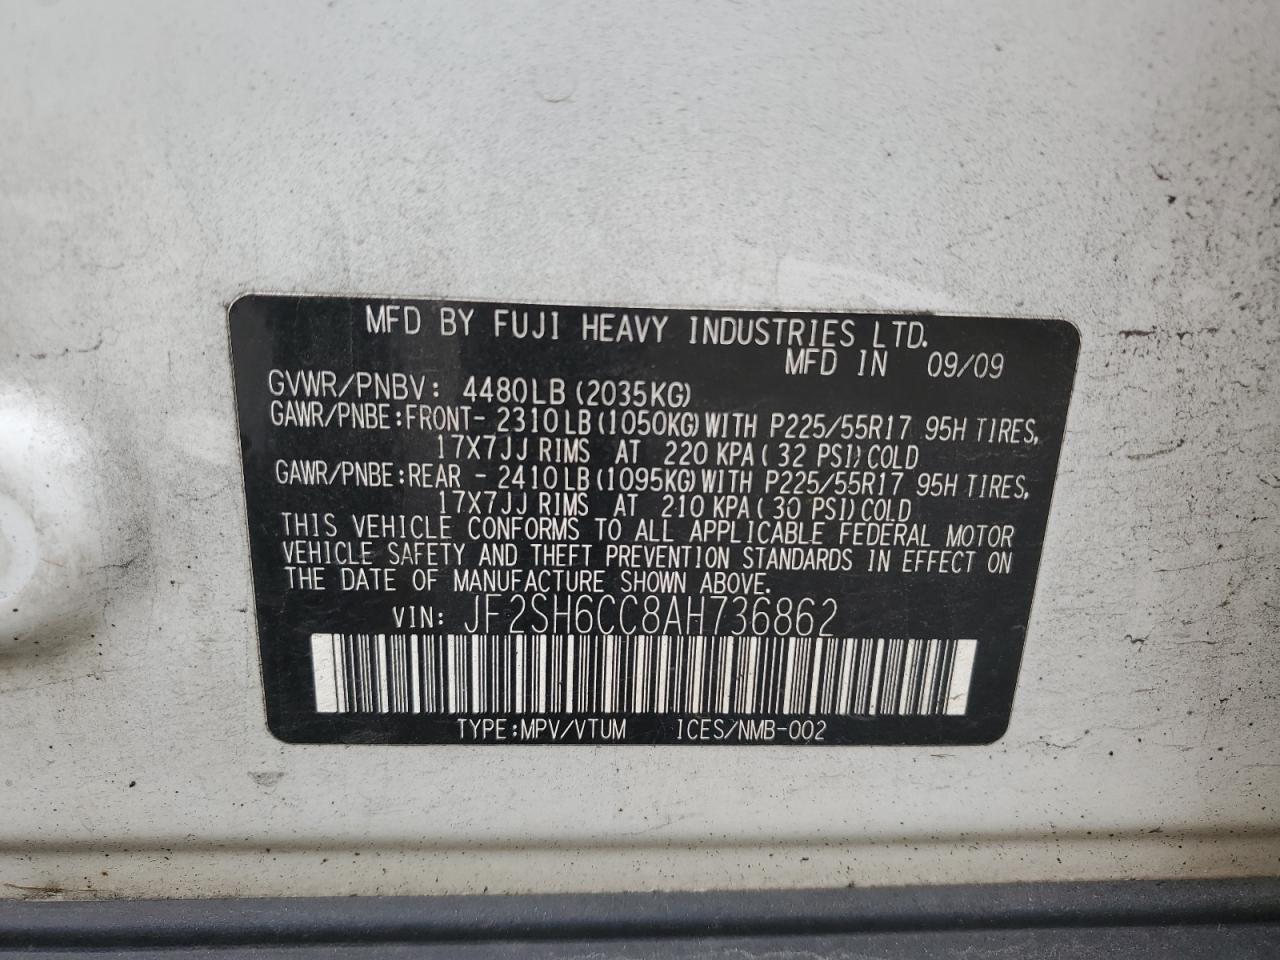 MFD BY FUJI HEAVY INDUSTRIES LTD.
MFD IN 09/09
GVWR/PNBV: 4480LB (2035KG)
GAWR/PNBE:FRONT- 2310LB (1050KG) WITH P225/55R17 95H TIRES,
17X7JJ RIMS AT 220 KPA ( 32 PSI) COLD
GAWR/PNBE:REAR - 2410LB (1095KG) WITH P225/55R17 95H TIRES,
17X7JJ RIMS AT 210 KPA ( 30 PSI) COLD
THIS VEHICLE CONFORMS TO ALL APPLICABLE FEDERAL MOTOR
VEHICLE SAFETY AND THEFT PREVENTION STANDARDS IN EFFECT ON
THE DATE OF MANUFACTURE SHOWN ABOVE.
VIN: JF2SH6CC8AH736862
TYPE:MPV/VTUM ICES/NMB-002